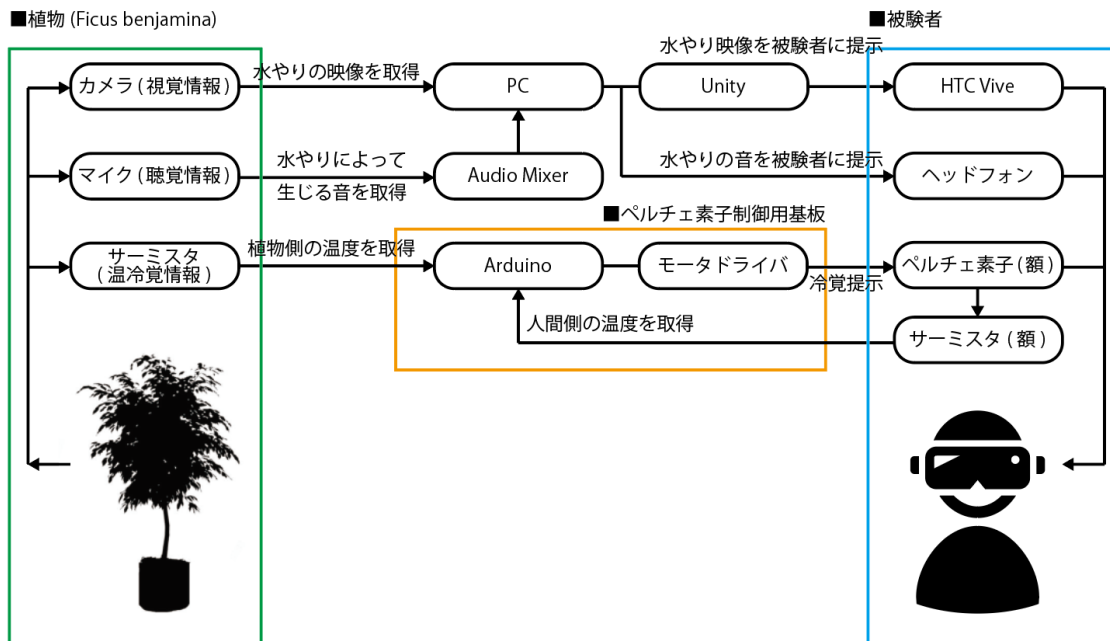 ■植物 (Ficus benjamina)
■被験者
水やり映像を被験者に提示
カメラ ( 視覚情報 )
水やりの映像を取得
PC
Unity
HTC Vive
マイク ( 聴覚情報 )
水やりによって
生じる音を取得
Audio Mixer
水やりの音を被験者に提示
ヘッドフォン
■ペルチェ素子制御用基板
サーミスタ
( 温冷覚情報 )
植物側の温度を取得
Arduino
モータドライバ
冷覚提示
ペルチェ素子 ( 額 )
人間側の温度を取得
サーミスタ ( 額 )